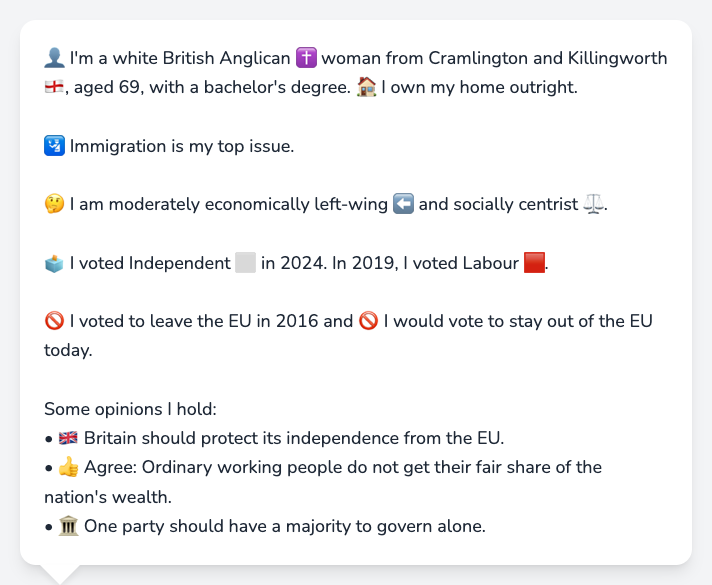 👤 I'm a white British Anglican ✝️ woman from Cramlington and Killingworth
🏴󠁧󠁢󠁥󠁮󠁧󠁿, aged 69, with a bachelor's degree. 🏠 I own my home outright.
🛂 Immigration is my top issue.
🤔 I am moderately economically left-wing ⬅️ and socially centrist ⚖️.
🗳️ I voted Independent ⬜ in 2024. In 2019, I voted Labour 🟥.
🚫 I voted to leave the EU in 2016 and 🚫 I would vote to stay out of the EU
today.
Some opinions I hold:
• 🇬🇧 Britain should protect its independence from the EU.
• 👍 Agree: Ordinary working people do not get their fair share of the
nation's wealth.
• 🏛️ One party should have a majority to govern alone.